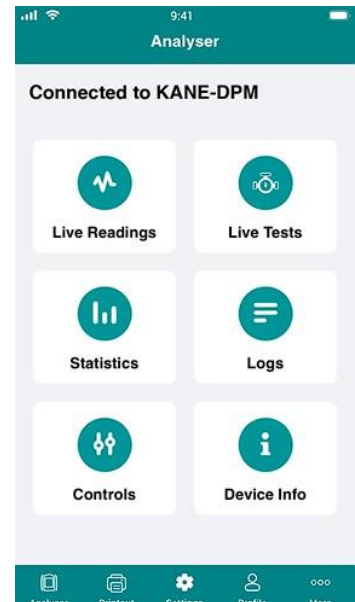 9:41
Analyser
Connected to KANE-DPM
Live Readings Live Tests
Statistics Logs
Controls Device Info